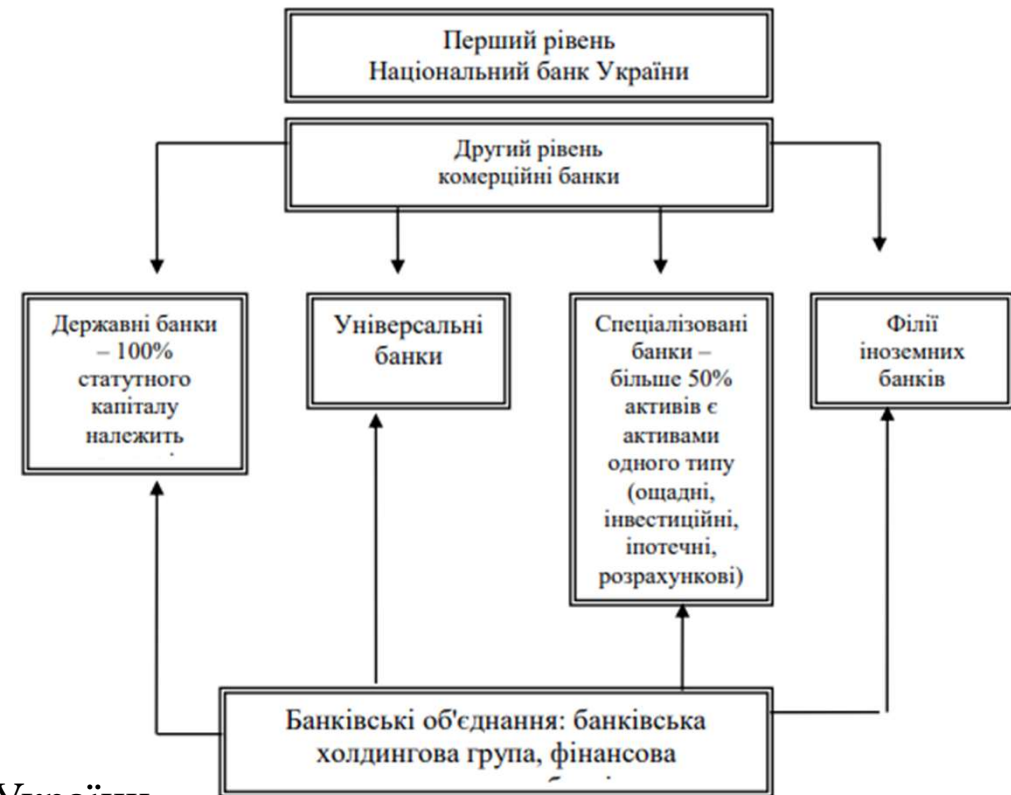 Перший рівень
Національний банк України
Другий рівень
комерційні банки
Державні банки
– 100%
статутного
капіталу
належить
Універсальні
банки
Спеціалізовані
банки –
більше 50%
активів є
активами
одного типу
(ощадні,
інвестиційні,
іпотечні,
розрахункові)
Філії
іноземних
банків
Банківські об'єднання: банківська
холдингова група, фінансова